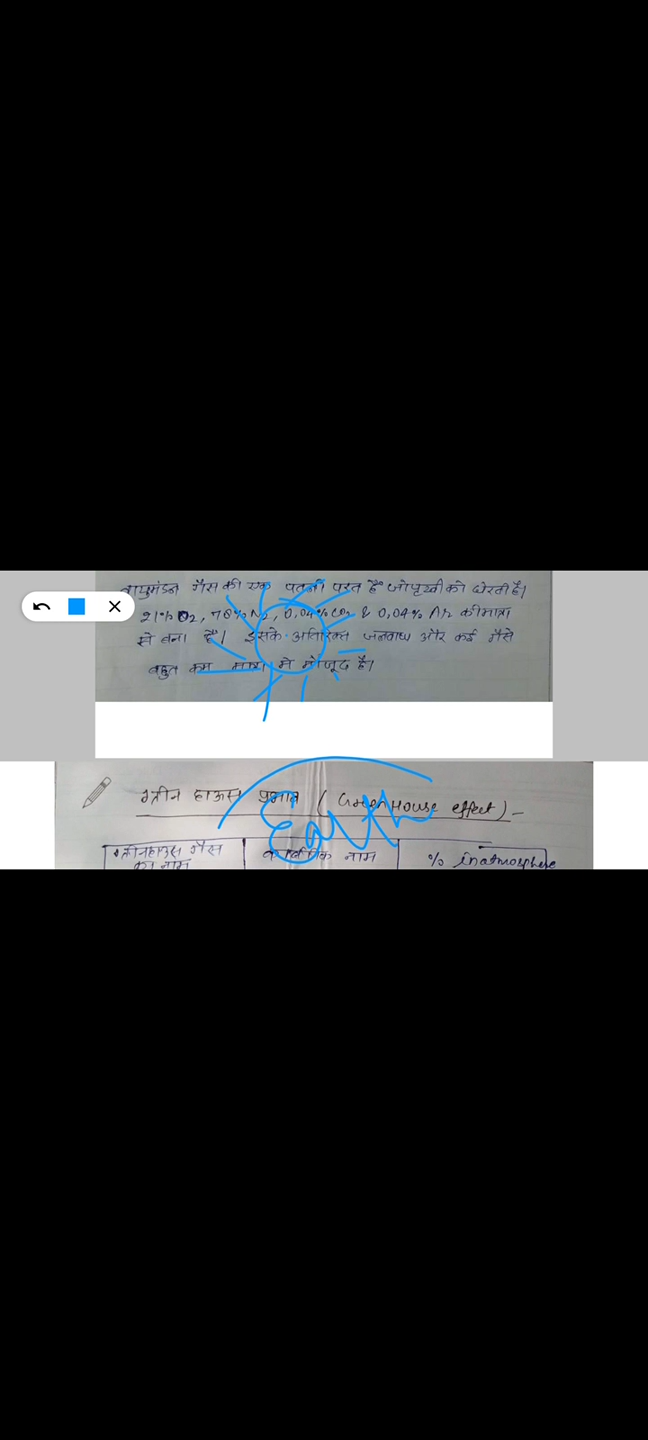 वायुमंडल गैस की एक पतली परत है जो पृथ्वी को घेरती है।
21% O2, 78% N2, 0,04% CO2 & 0,04% Ar की मात्रा
से बना है। इसके अतिरिक्त जलवाष्प और कई गैसे
बहुत कम मात्रा मे मौजूद है।
ग्रीन हाऊस प्रभाव (Green House effect) -
Earth
ग्रीनहाउस गैस का नाम
नाम
% in atmosphere